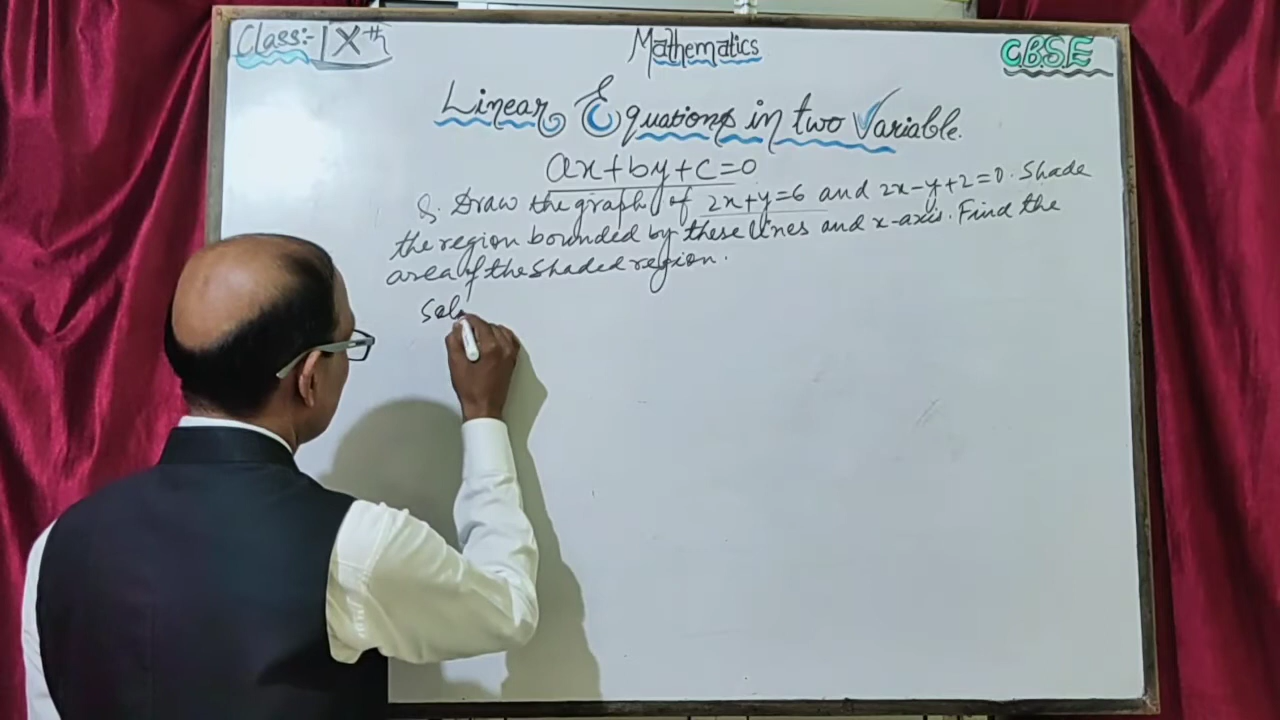 Class:- IXth
Mathematics
CBSE
Linear Equations in two Variable.
ax+by+c=0
Q. Draw the graph of 2x+y=6 and 2x-y+2=0. Shade
the region bounded by these lines and x-axis. Find the
area of the shaded region.
Sol